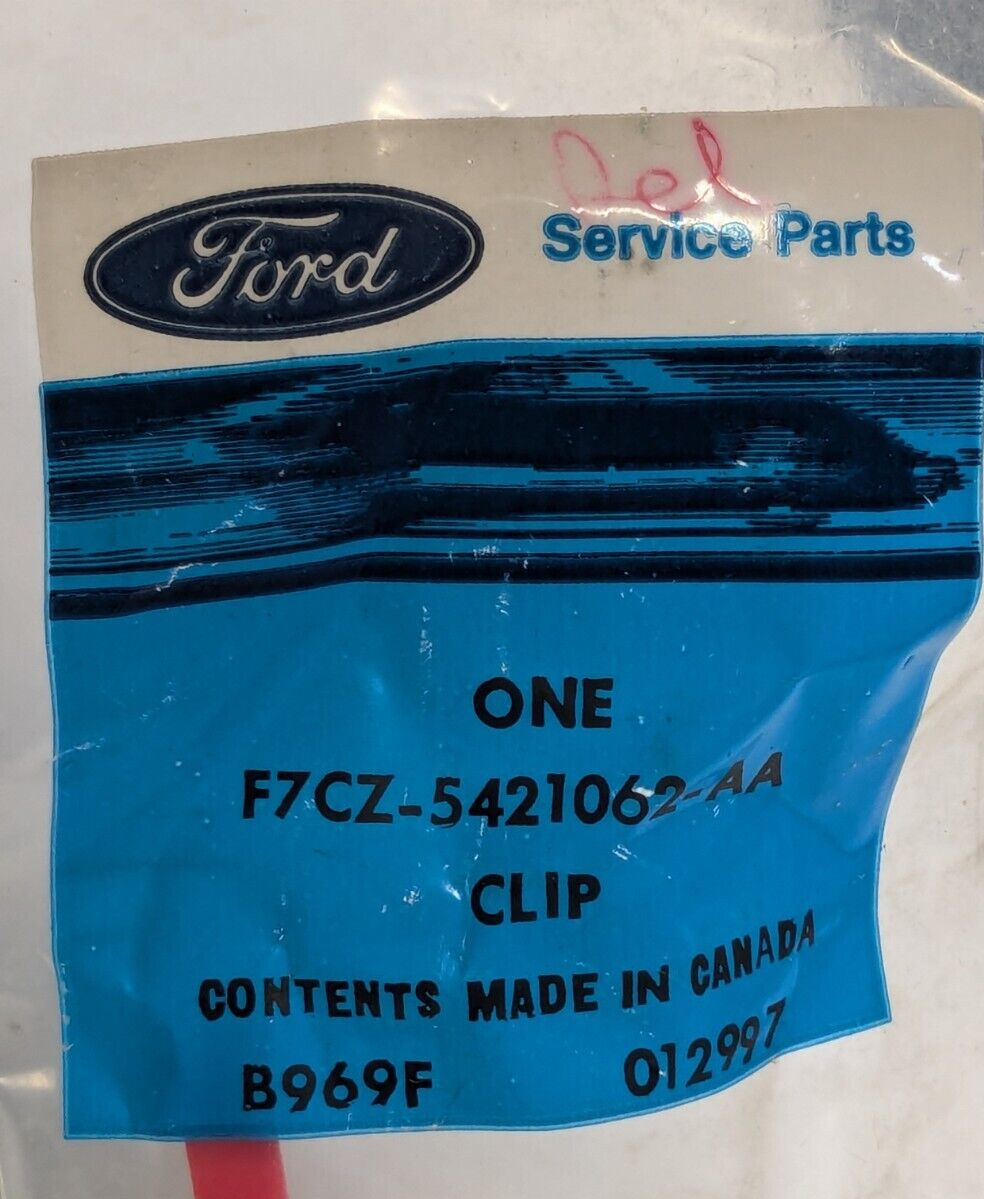 Del
Ford
Service Parts
ONE
F7CZ-5421062-AA
CLIP
CONTENTS MADE IN CANADA
B969F 012997